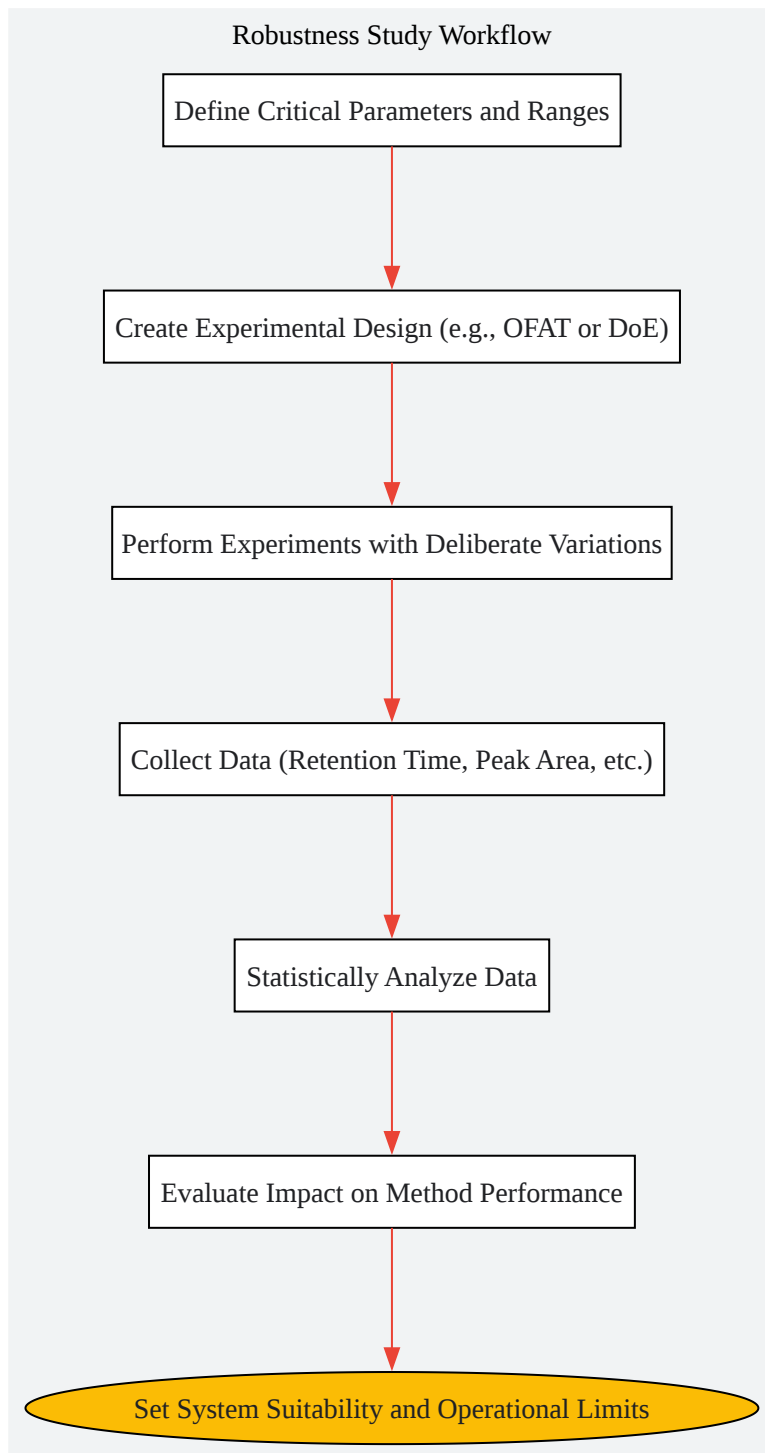 Robustness Study Workflow
Define Critical Parameters and Ranges
Create Experimental Design (e.g., OFAT or DoE)
Perform Experiments with Deliberate Variations
Collect Data (Retention Time, Peak Area, etc.)
Statistically Analyze Data
Evaluate Impact on Method Performance
Set System Suitability and Operational Limits